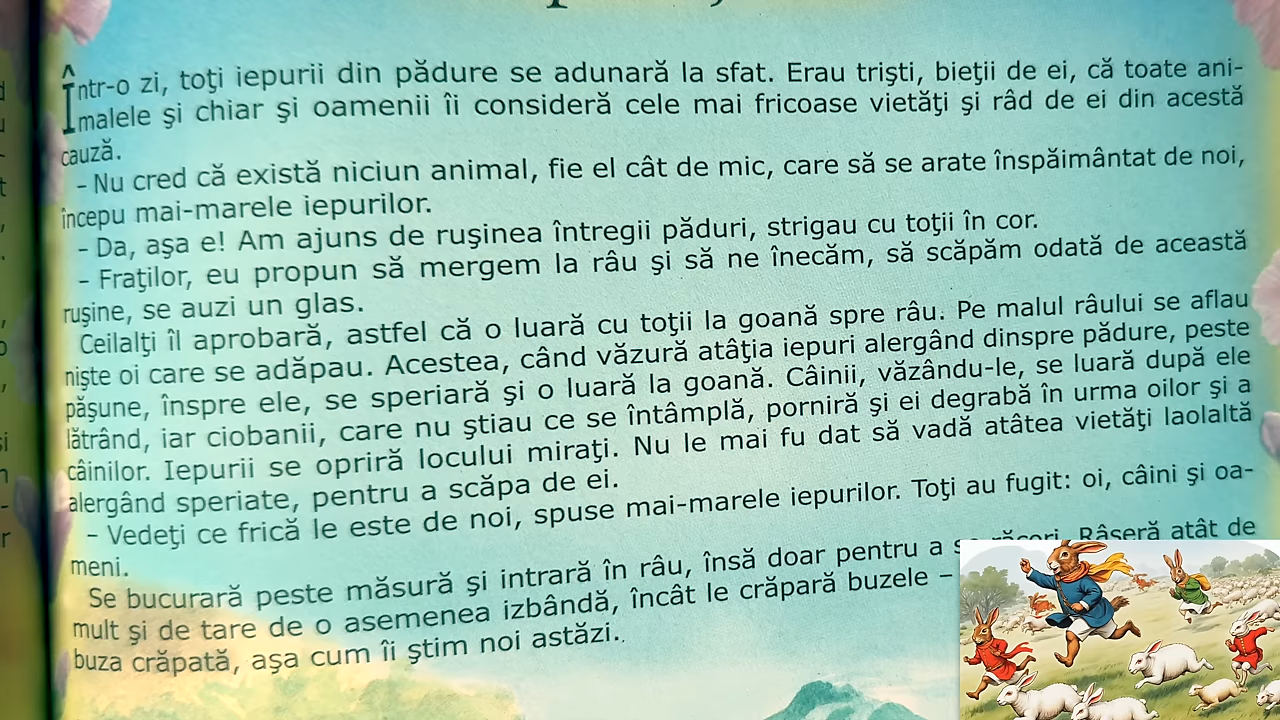 Într-o zi, toţi iepurii din pădure se adunară la sfat. Erau trişti, bieţii de ei, că toate ani-
malele şi chiar şi oamenii îi consideră cele mai fricoase vietăţi şi râd de ei din acestă
cauză.
– Nu cred că există niciun animal, fie el cât de mic, care să se arate înspăimântat de noi,
începu mai-marele iepurilor.
– Da, aşa e! Am ajuns de ruşinea întregii păduri, strigau cu toţii în cor.
– Fraţilor, eu propun să mergem la râu şi să ne înecăm, să scăpăm odată de această
ruşine, se auzi un glas.
Ceilalţi îl aprobară, astfel că o luară cu toţii la goană spre râu. Pe malul râului se aflau
nişte oi care se adăpau. Acestea, când văzură atâţia iepuri alergând dinspre pădure, peste
păşune, înspre ele, se speriară şi o luară la goană. Câinii, văzându-le, se luară după ele
lătrând, iar ciobanii, care nu ştiau ce se întâmplă, porniră şi ei degrabă în urma oilor şi a
câinilor. Iepurii se opriră locului miraţi. Nu le mai fu dat să vadă atâtea vietăţi laolaltă
alergând speriate, pentru a scăpa de ei.
– Vedeţi ce frică le este de noi, spuse mai-marele iepurilor. Toţi au fugit: oi, câini şi oa-
meni.
Se bucurară peste măsură şi intrară în râu, însă doar pentru a se răcori. Râseră atât de
mult şi de tare de o asemenea izbândă, încât le crăpară buzele –
buza crăpată, aşa cum îi ştim noi astăzi.